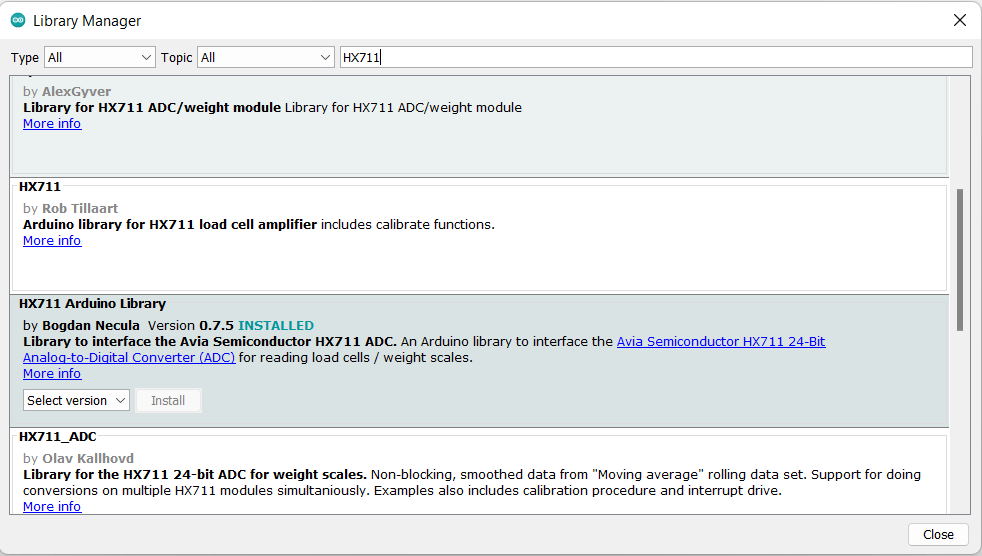 Library Manager
Type All Topic All HX711
by AlexGyver
Library for HX711 ADC/weight module Library for HX711 ADC/weight module
More info
HX711
by Rob Tillaart
Arduino library for HX711 load cell amplifier includes calibrate functions.
More info
HX711 Arduino Library
by Bogdan Necula Version 0.7.5 INSTALLED
Library to interface the Avia Semiconductor HX711 ADC. An Arduino library to interface the Avia Semiconductor HX711 24-Bit
Analog-to-Digital Converter (ADC) for reading load cells / weight scales.
More info
Select version Install
HX711_ADC
by Olav Kallhovd
Library for the HX711 24-bit ADC for weight scales. Non-blocking, smoothed data from "Moving average" rolling data set. Support for doing
conversions on multiple HX711 modules simultaniously. Examples also includes calibration procedure and interrupt drive.
More info
Close